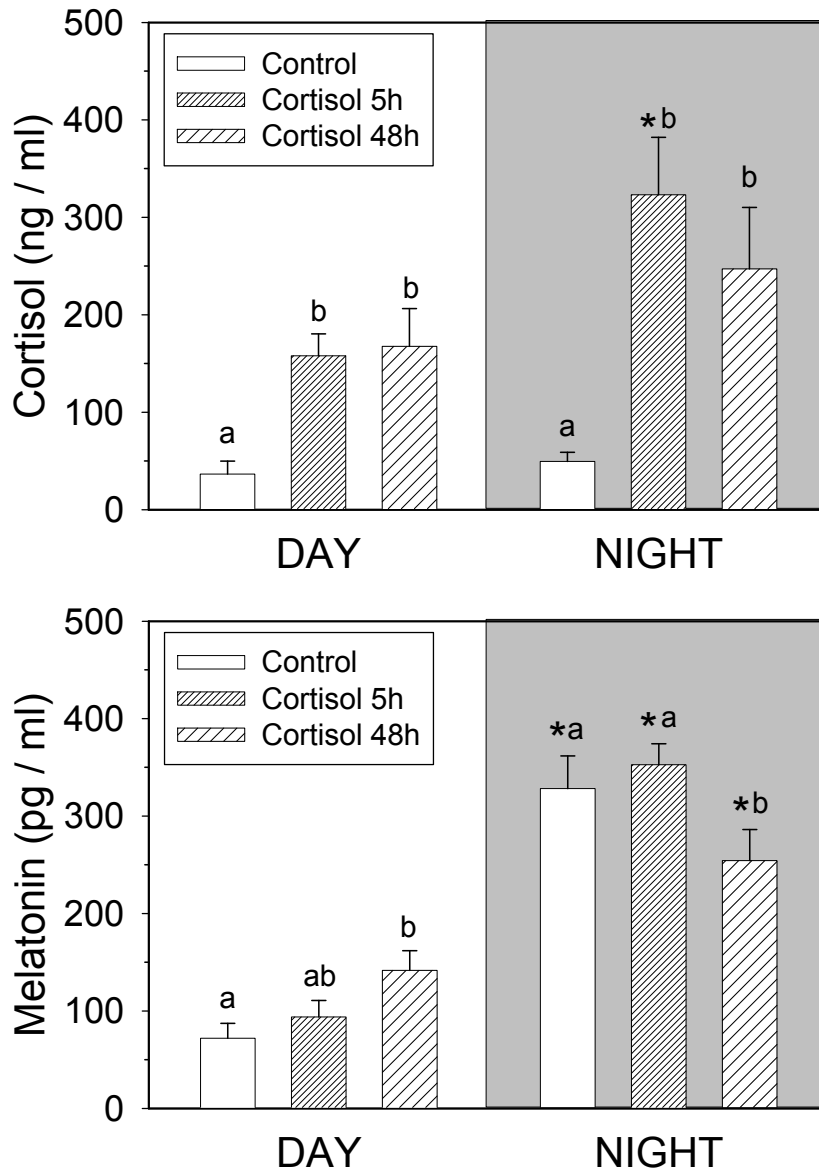 500
400
300
200
100
0
Cortisol (ng / ml)
Control
Cortisol 5h
Cortisol 48h
a
b
b
a
*b
b
DAY
NIGHT
500
400
300
200
100
0
Melatonin (pg / ml)
Control
Cortisol 5h
Cortisol 48h
a
ab
b
*a
*a
*b
DAY
NIGHT